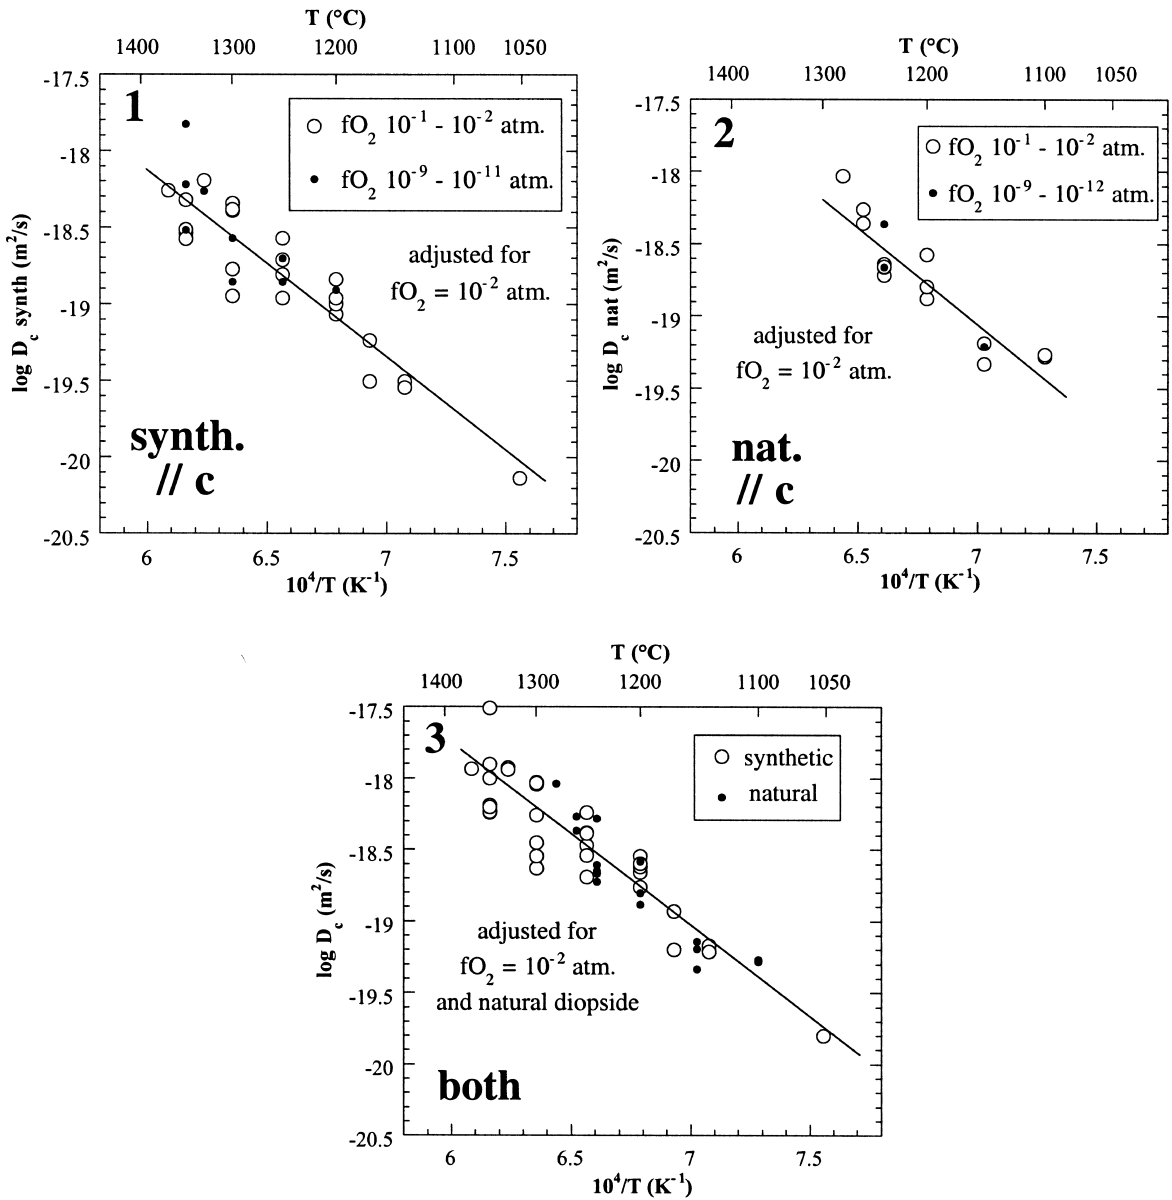 T (°C)
1400 1300 1200 1100 1050
-17.5
-18
-18.5
-19
-19.5
-20
-20.5
log Dc synth (m²/s)
1
fO₂ 10⁻¹ - 10⁻² atm.
fO₂ 10⁻⁹ - 10⁻¹¹ atm.
adjusted for
fO₂ = 10⁻² atm.
synth.
// c
6 6.5 7 7.5
10⁴/T (K⁻¹)
T (°C)
1400 1300 1200 1100 1050
-17.5
-18
-18.5
-19
-19.5
-20
-20.5
log Dc nat (m²/s)
2
fO₂ 10⁻¹ - 10⁻² atm.
fO₂ 10⁻⁹ - 10⁻¹² atm.
adjusted for
fO₂ = 10⁻² atm.
nat.
// c
6 6.5 7 7.5
10⁴/T (K⁻¹)
T (°C)
1400 1300 1200 1100 1050
-17.5
-18
-18.5
-19
-19.5
-20
-20.5
log Dc (m²/s)
3
synthetic
natural
adjusted for
fO₂ = 10⁻² atm.
and natural diopside
both
6 6.5 7 7.5
10⁴/T (K⁻¹)